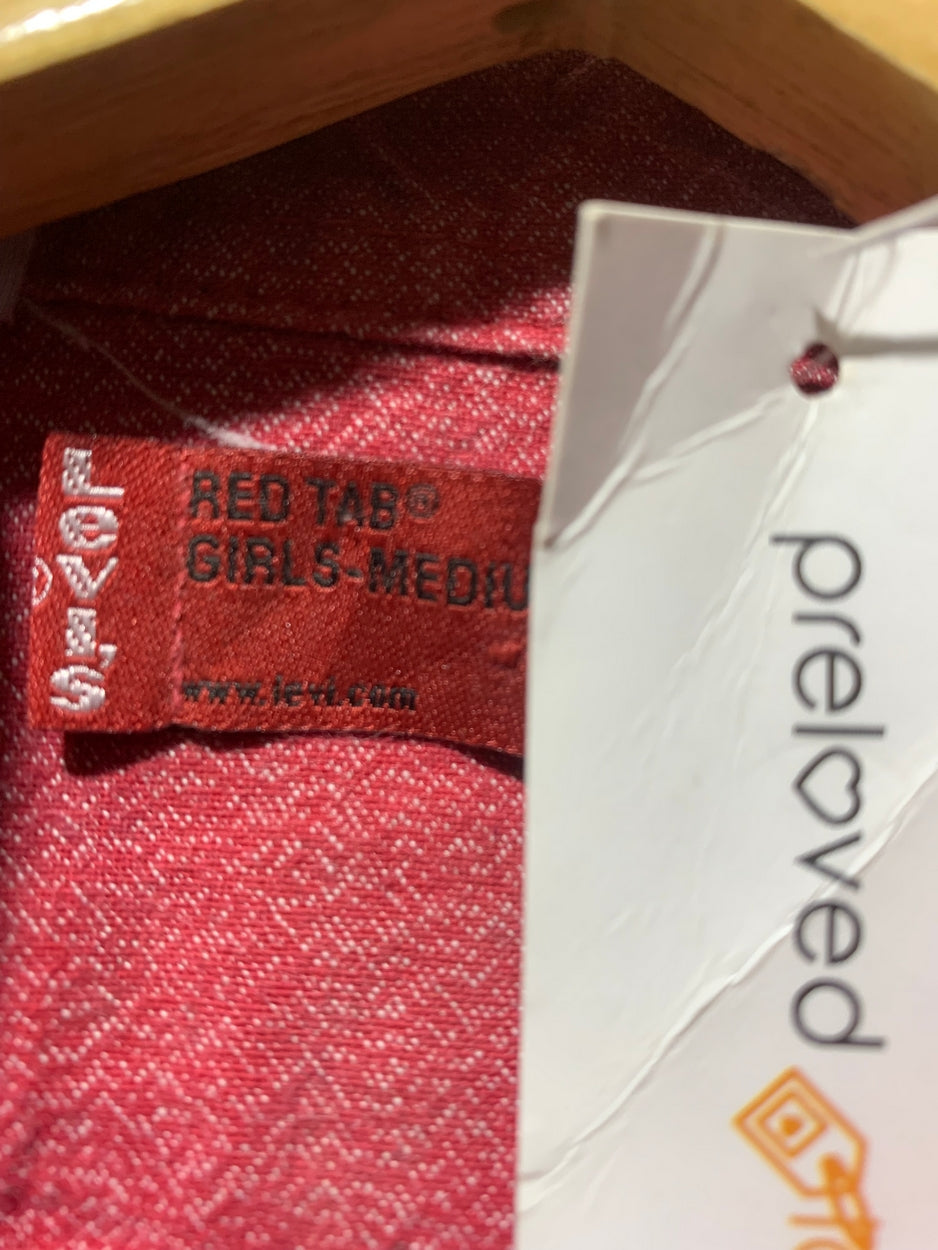 LEVI'S
®
RED TAB®
GIRLS-MEDIU
www.levi.com
preloved